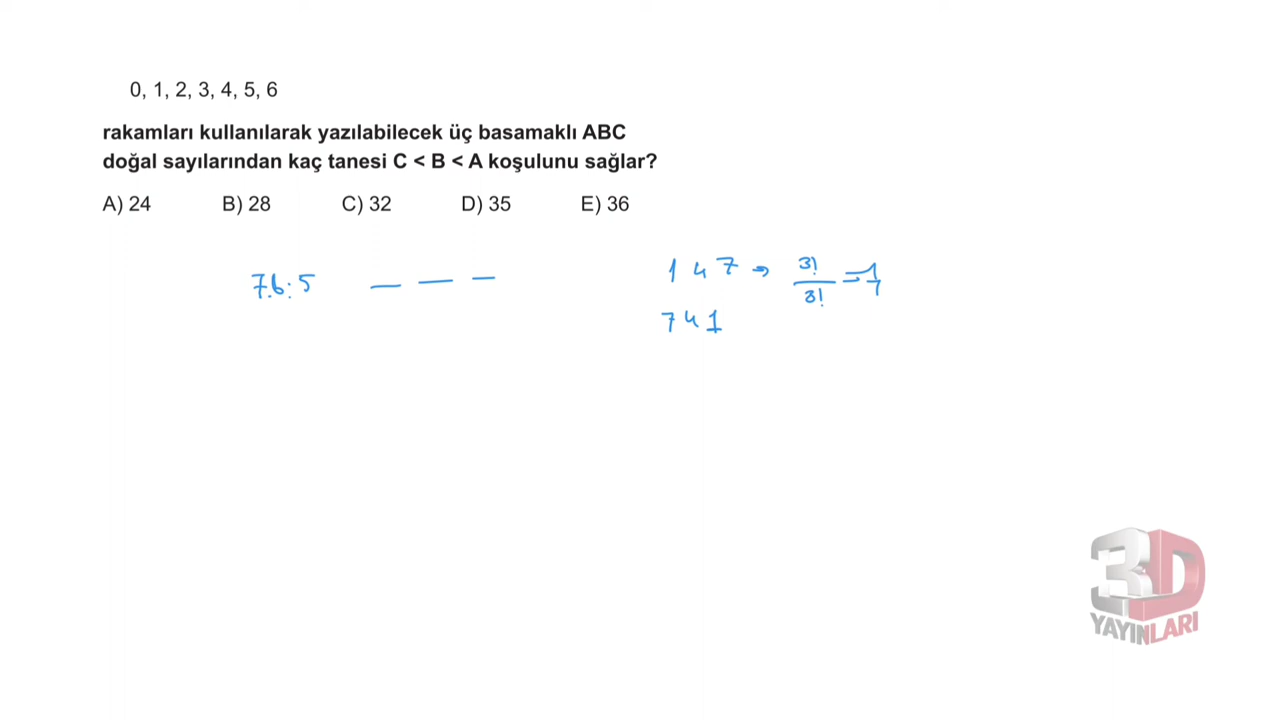 0, 1, 2, 3, 4, 5, 6
rakamları kullanılarak yazılabilecek üç basamaklı ABC
doğal sayılarından kaç tanesi C < B < A koşulunu sağlar?
A) 24 B) 28 C) 32 D) 35 E) 36
7.6.5 _ _ _
1 4 7 → 3!/3! = 1
7 4 1
3D
YAYINLARI